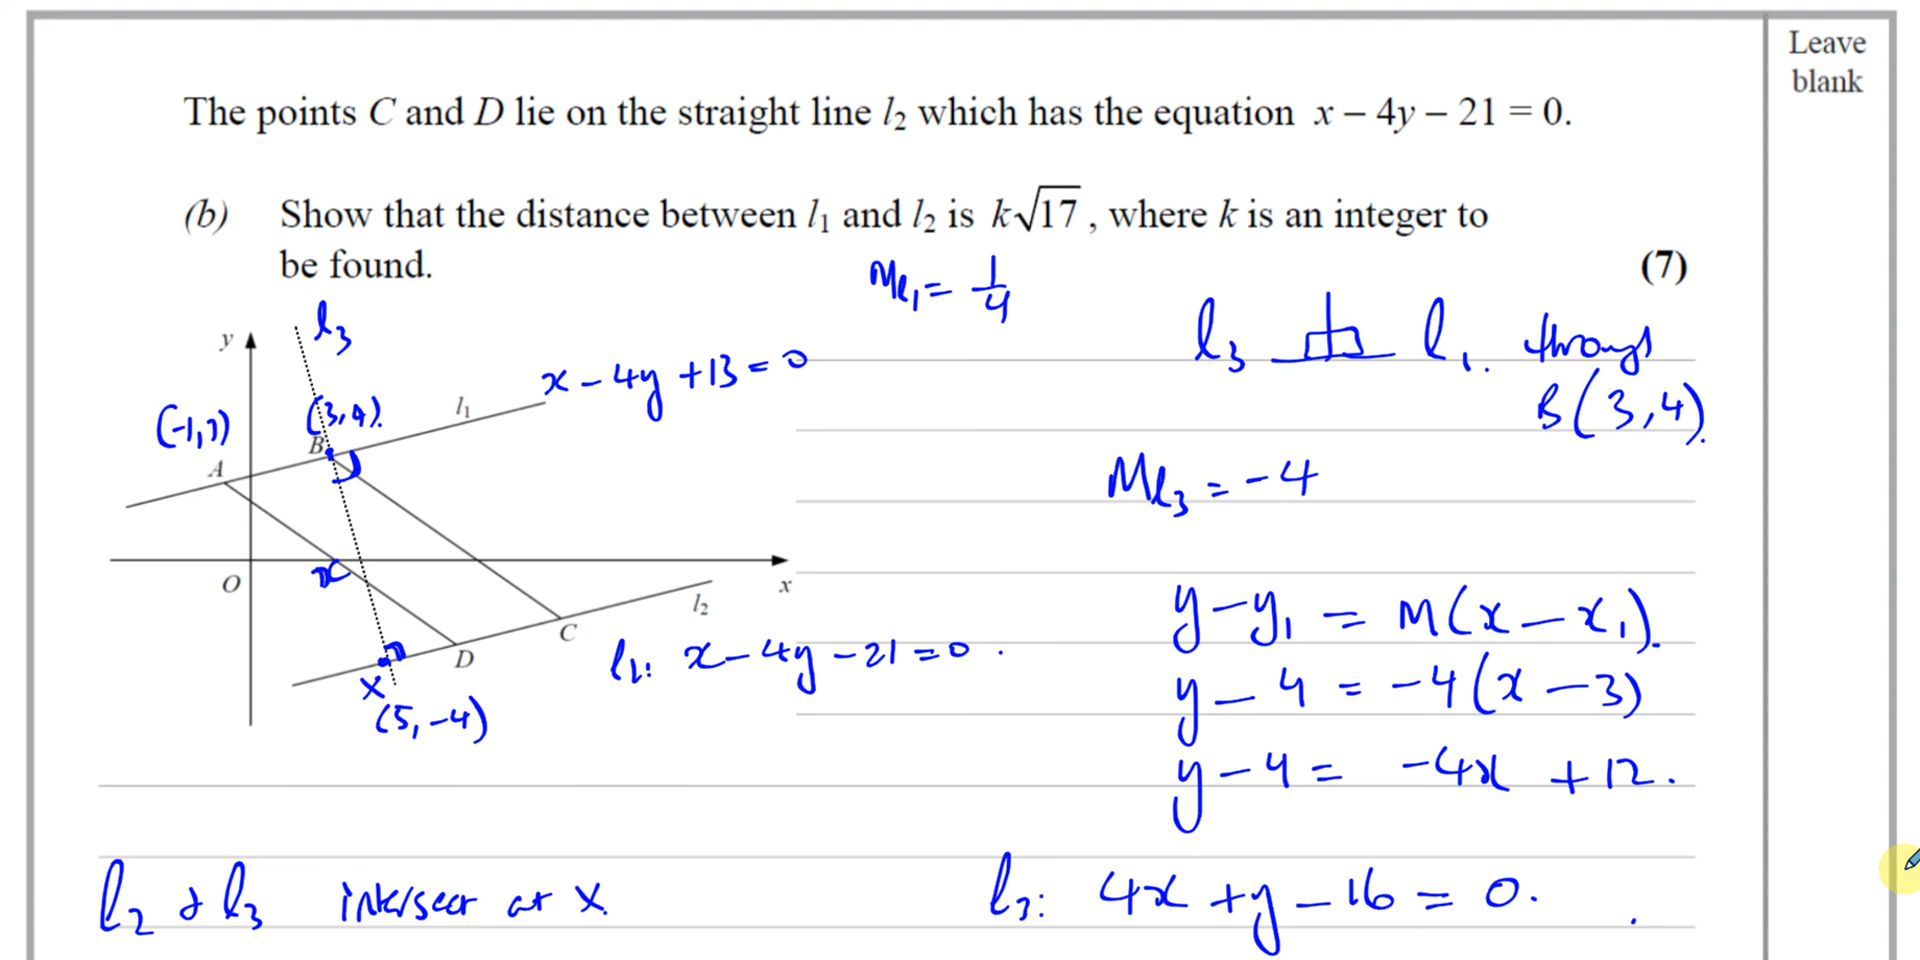 Leave
blank
The points C and D lie on the straight line l₂ which has the equation x – 4y – 21 = 0.
(b) Show that the distance between l₁ and l₂ is k√17, where k is an integer to
be found.
(7)
Ml₁ = 1/4
l₃ ⊥ l₁. through
B(3,4).
Ml₃ = -4
y - y₁ = M(x - x₁).
y - 4 = -4(x - 3)
y - 4 = -4x + 12.
l₃: 4x + y - 16 = 0.
y
l₃
x - 4y + 13 = 0
(3,4).
l₁
B
A
O
x
l₂
C
D
l₂: x - 4y - 21 = 0.
x
(5,-4)
l₂ & l₃ intersect at x.